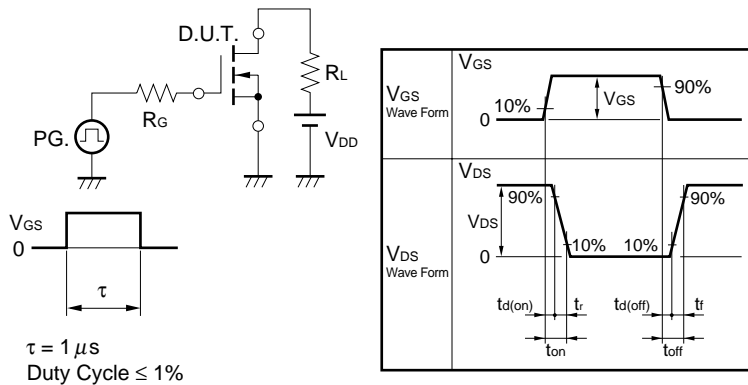 D.U.T.
RL
RG
PG.
VDD
VGS
0
τ
τ = 1 μs
Duty Cycle ≤ 1%
VGS
Wave Form
VGS
10%
VGS
90%
0
VDS
Wave Form
VDS
90%
VDS
10%
10%
90%
0
td(on)
tr
td(off)
tf
ton
toff